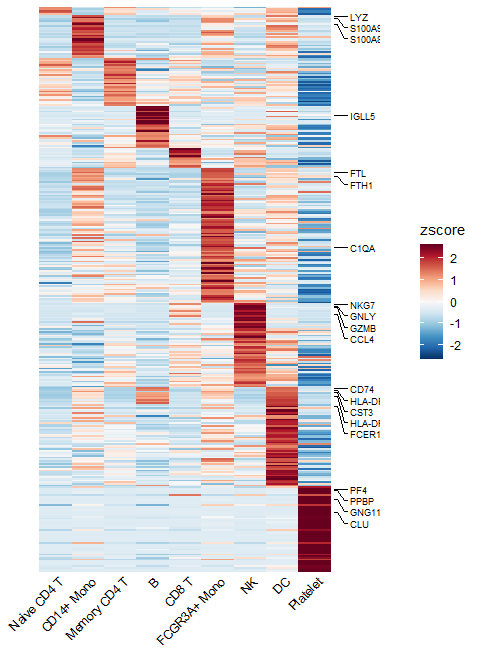 LYZ
S100A9
S100A8
IGLL5
FTL
FTH1
C1QA
NKG7
GNLY
GZMB
CCL4
CD74
HLA-DF
CST3
HLA-DF
FCER1
PF4
PPBP
GNG11
CLU
zscore
2
1
0
-1
-2
Naive CD4 T
CD14+ Mono
Memory CD4 T
B
CD8 T
FCGR3A+ Mono
NK
DC
Platelet